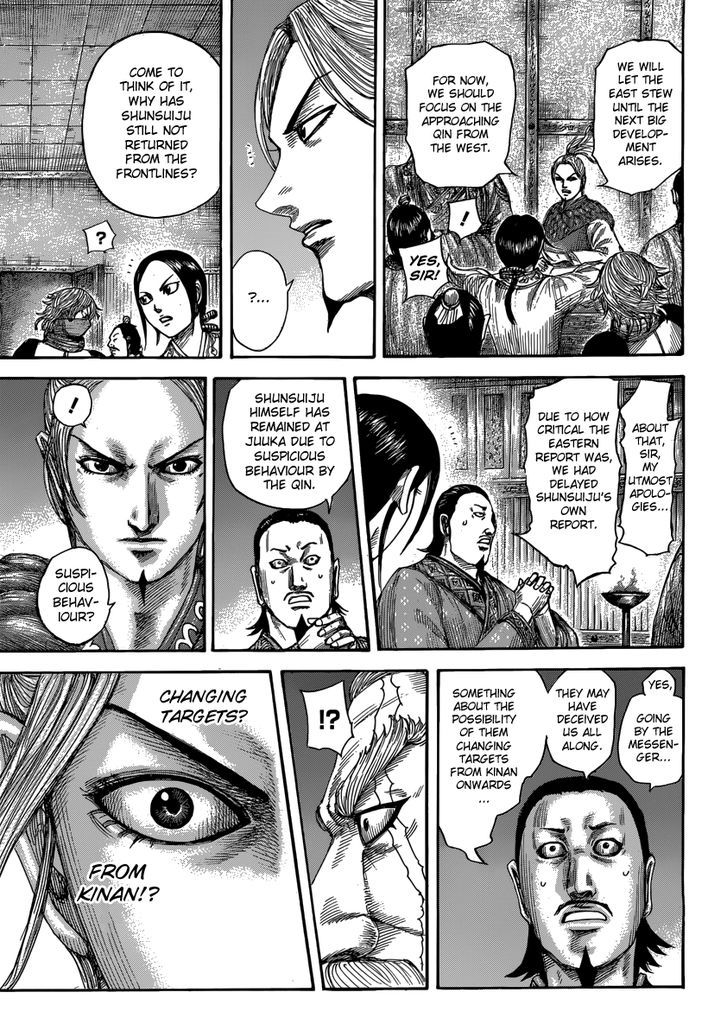 WE WILL
LET THE
EAST STEW
UNTIL THE
NEXT BIG
DEVELOP-
MENT
ARISES.
FOR NOW,
WE SHOULD
FOCUS ON THE
APPROACHING
QIN FROM
THE WEST.
!
YES,
SIR!
?...
COME TO
THINK OF IT,
WHY HAS
SHUNSUIJU
STILL NOT
RETURNED
FROM THE
FRONTLINES?
?
ABOUT
THAT,
SIR, MY
UTMOST
APOLO-
GIES...
DUE TO HOW
CRITICAL THE
EASTERN
REPORT WAS,
WE HAD
DELAYED
SHUNSUIJU'S
OWN
REPORT.
SHUNSUIJU
HIMSELF HAS
REMAINED AT
JUUKA DUE TO
SUSPICIOUS
BEHAVIOUR BY
THE QIN.
!
SUSPI-
CIOUS
BEHAV-
IOUR?
YES,
GOING
BY THE
MESSEN-
GER...
THEY MAY
HAVE
DECEIVED
US ALL
ALONG.
SOMETHING
ABOUT THE
POSSIBILITY
OF THEM
CHANGING
TARGETS
FROM KINAN
ONWARDS
...
!?
CHANGING
TARGETS?
FROM
KINAN!?